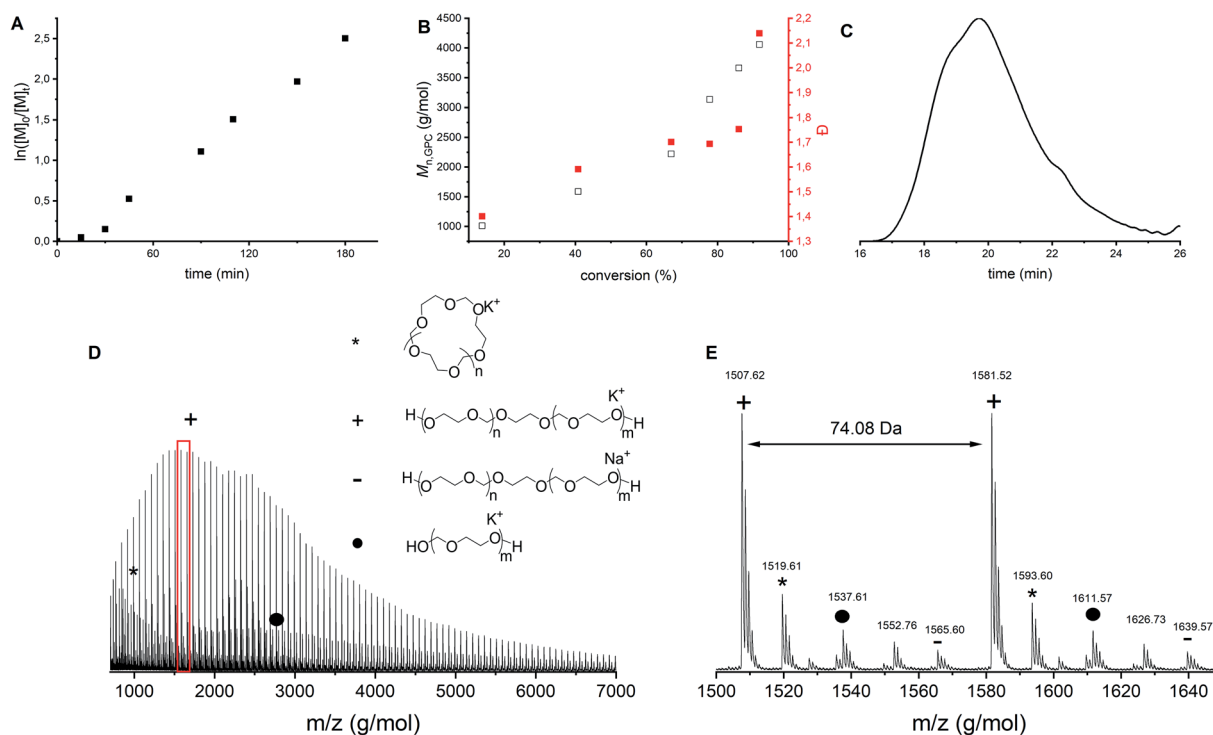 A
2,5
2,0
1,5
1,0
0,5
0,0
0 60 120 180
ln([M]0/[M]t)
time (min)
B
4500
4000
3500
3000
2500
2000
1500
1000
Mn,GPC (g/mol)
20 40 60 80 100
conversion (%)
2,2
2,1
2,0
1,9
1,8
1,7
1,6
1,5
1,4
1,3
Đ
C
16 18 20 22 24 26
time (min)
D
*
O O K+
O O
O O
O n
+
K+
H O O O O O O H
n m
-
Na+
H O O O O O O H
n m
●
K+
HO O O H
m
+
*
●
1000 2000 3000 4000 5000 6000 7000
m/z (g/mol)
E
1507.62
+
1581.52
+
74.08 Da
1519.61
*
1537.61
●
1552.76
1565.60
-
1593.60
*
1611.57
●
1626.73
1639.57
-
1500 1520 1540 1560 1580 1600 1620 1640
m/z (g/mol)